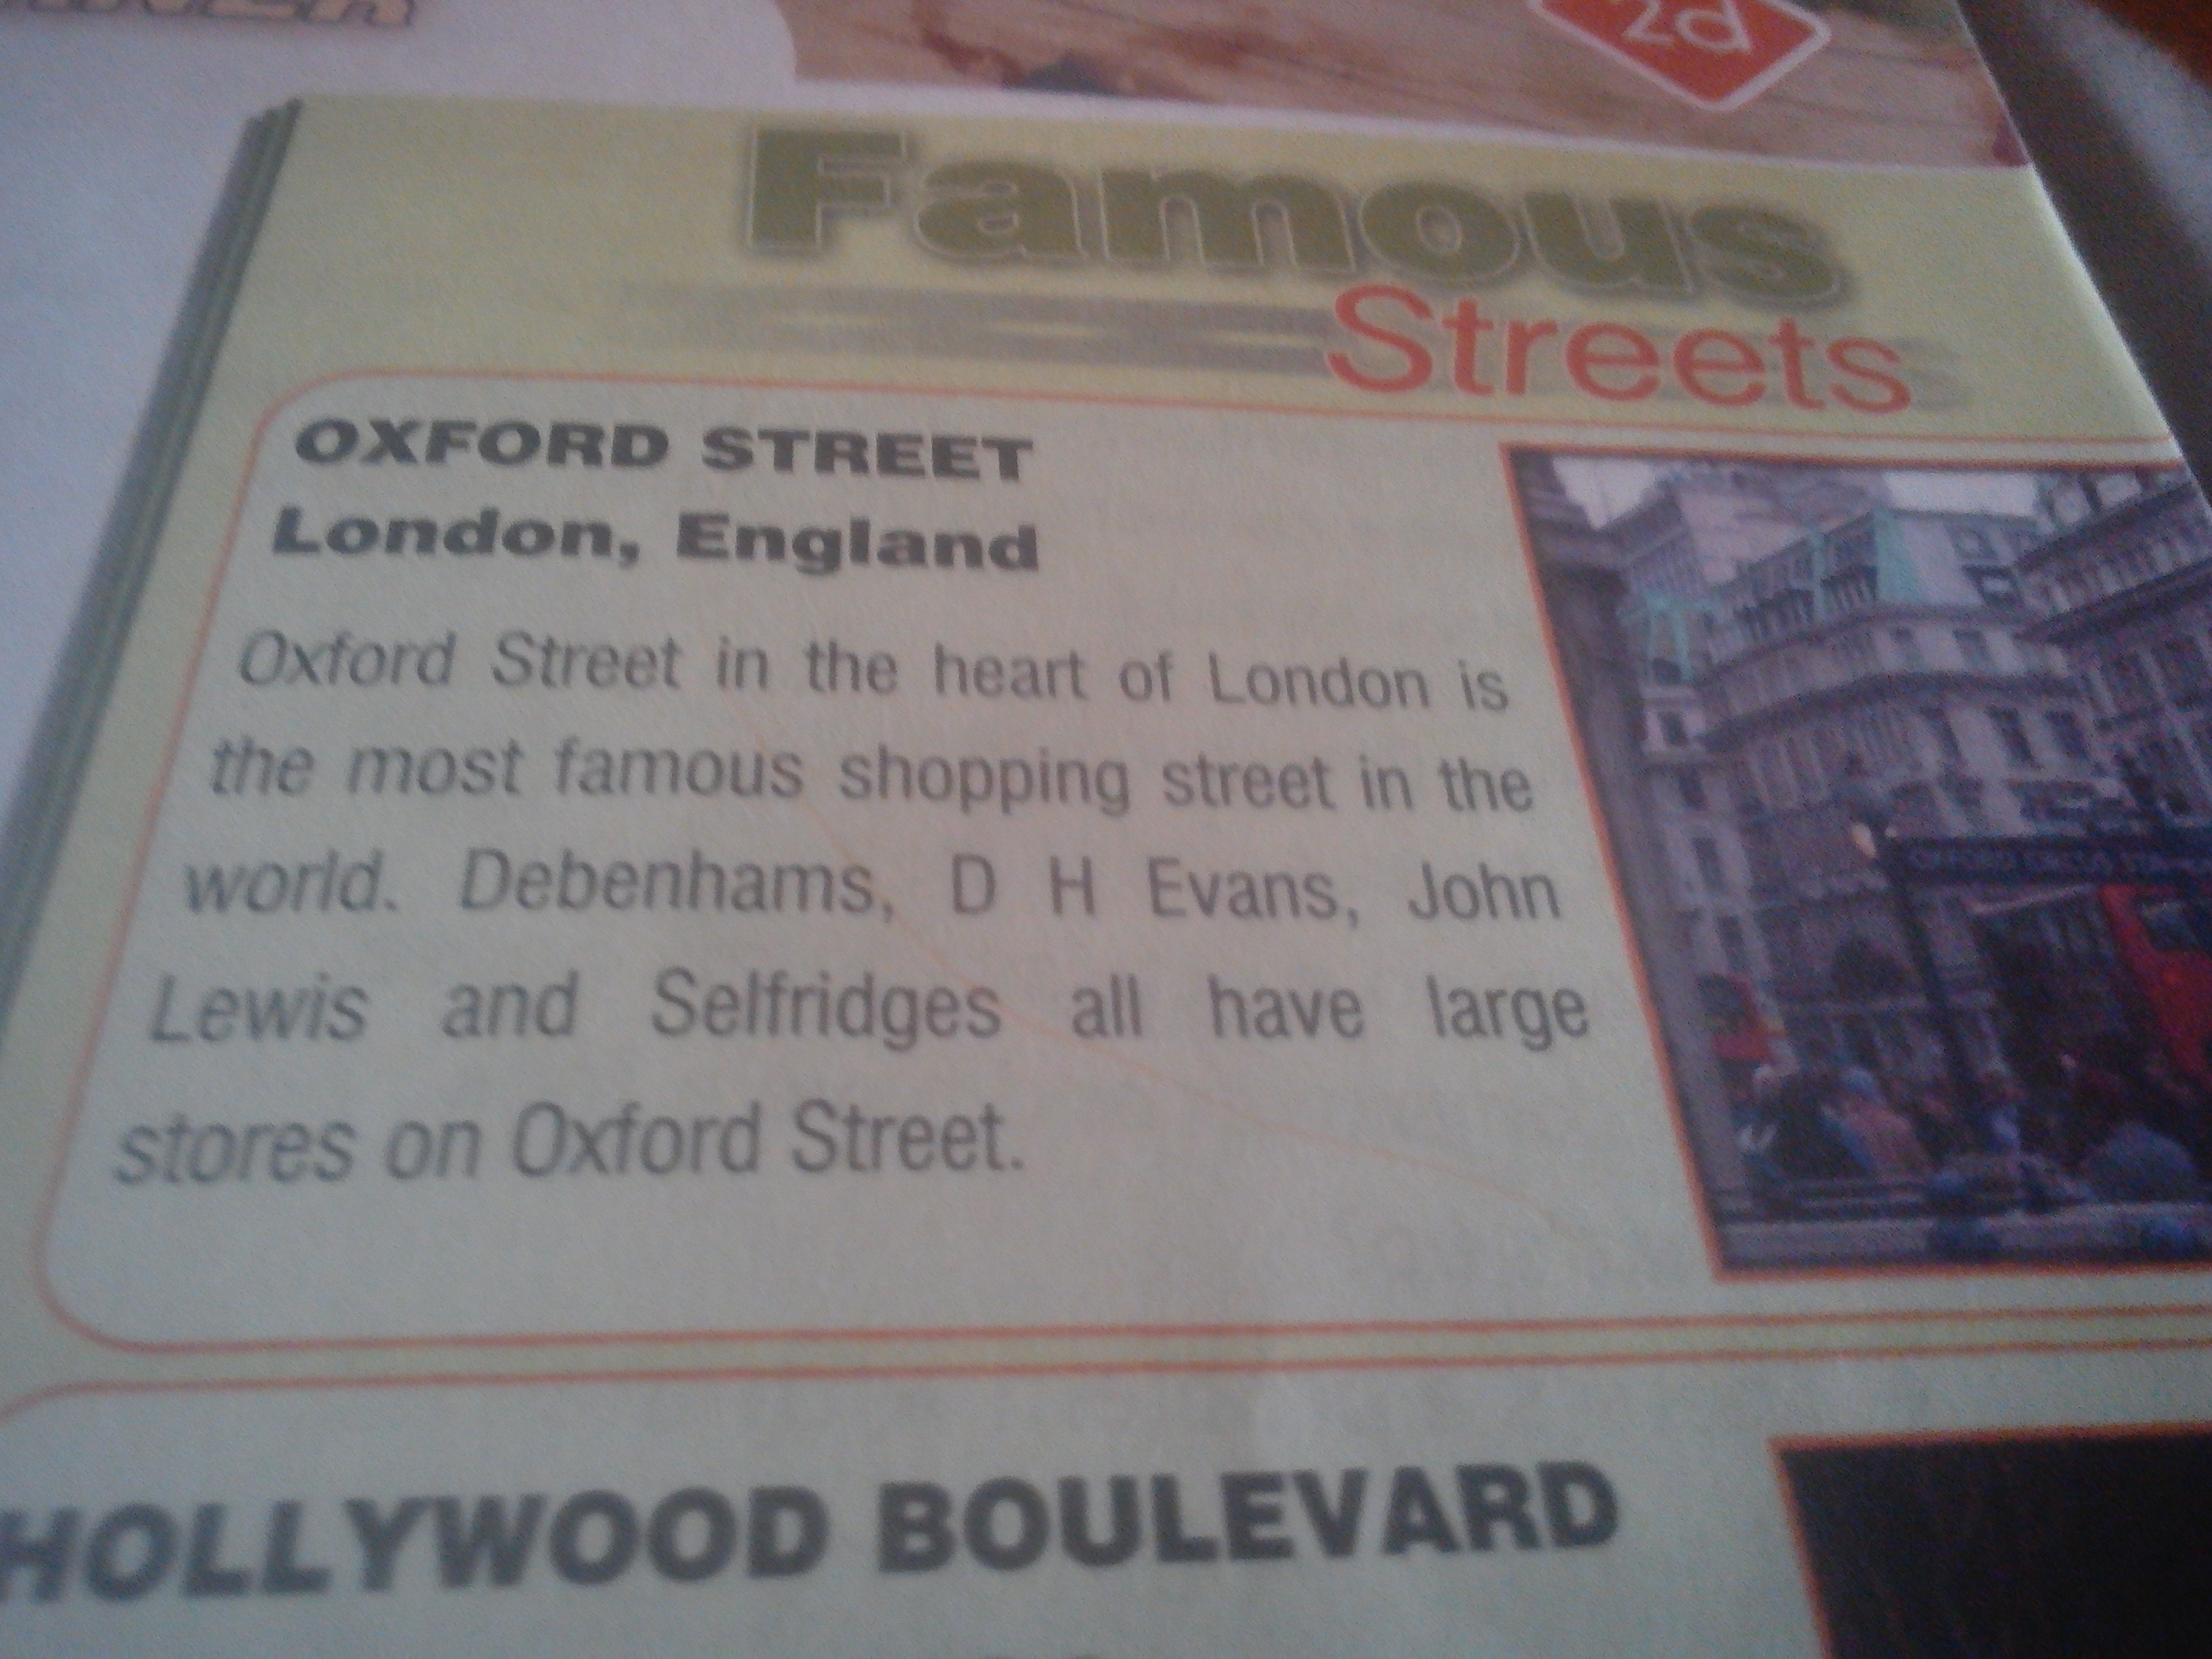 2d
Famous
Streets
OXFORD STREET
London, England
Oxford Street in the heart of London is
the most famous shopping street in the
world. Debenhams, D H Evans, John
Lewis and Selfridges all have large
stores on Oxford Street.
HOLLYWOOD BOULEVARD